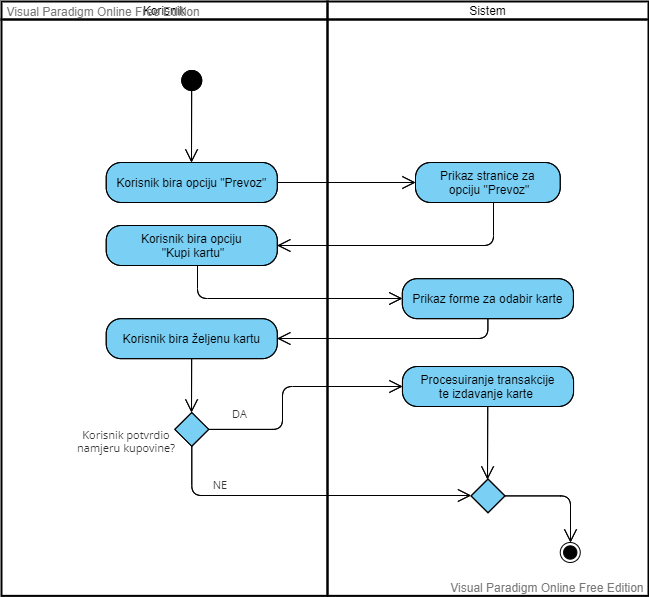 Visual Paradigm Online Free Edition
Korisnik
Sistem
Korisnik bira opciju "Prevoz"
Prikaz stranice za
opciju "Prevoz"
Korisnik bira opciju
"Kupi kartu"
Prikaz forme za odabir karte
Korisnik bira željenu kartu
Procesuiranje transakcije
te izdavanje karte
DA
Korisnik potvrdio
namjeru kupovine?
NE
Visual Paradigm Online Free Edition